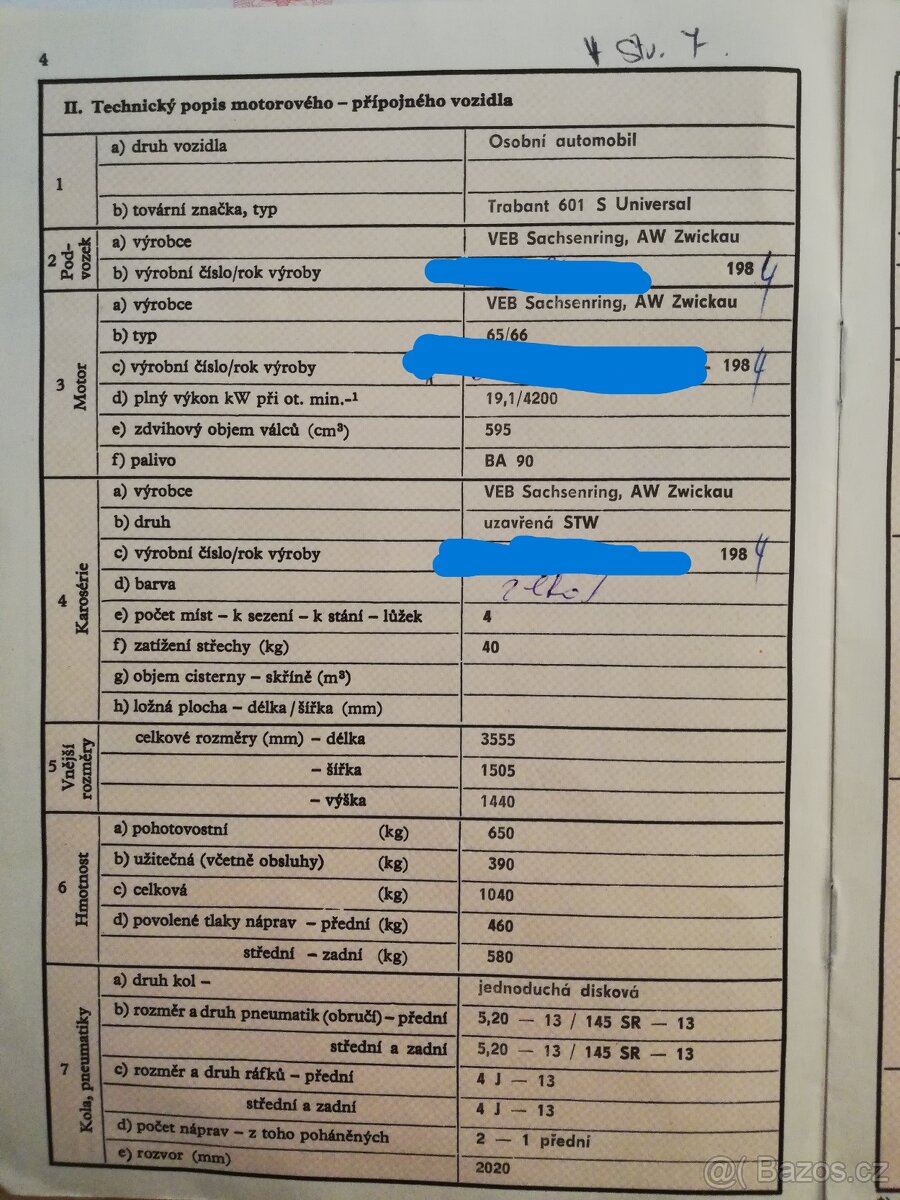 4
str. 7.
II. Technický popis motorového – přípojného vozidla
1
a) druh vozidla Osobní automobil
b) tovární značka, typ Trabant 601 S Universal
2 Pod-
vozek
a) výrobce VEB Sachsenring, AW Zwickau
b) výrobní číslo/rok výroby 1984
3 Motor
a) výrobce VEB Sachsenring, AW Zwickau
b) typ 65/66
c) výrobní číslo/rok výroby - 1984
d) plný výkon kW při ot. min.-¹ 19,1/4200
e) zdvihový objem válců (cm³) 595
f) palivo BA 90
4 Karosérie
a) výrobce VEB Sachsenring, AW Zwickau
b) druh uzavřená STW
c) výrobní číslo/rok výroby 1984
d) barva
e) počet míst – k sezení – k stání – lůžek 4
f) zatížení střechy (kg) 40
g) objem cisterny – skříně (m³)
h) ložná plocha – délka/šířka (mm)
5 Vnější
rozměry
celkové rozměry (mm) – délka 3555
– šířka 1505
– výška 1440
6 Hmotnost
a) pohotovostní (kg) 650
b) užitečná (včetně obsluhy) (kg) 390
c) celková (kg) 1040
d) povolené tlaky náprav – přední (kg) 460
střední – zadní (kg) 580
7 Kola, pneumatiky
a) druh kol – jednoduchá disková
b) rozměr a druh pneumatik (obručí) – přední 5,20 — 13 / 145 SR — 13
střední a zadní 5,20 — 13 / 145 SR — 13
c) rozměr a druh ráfků – přední 4 J — 13
střední a zadní 4 J — 13
d) počet náprav – z toho poháněných 2 — 1 přední
e) rozvor (mm) 2020
@( Bazos.cz